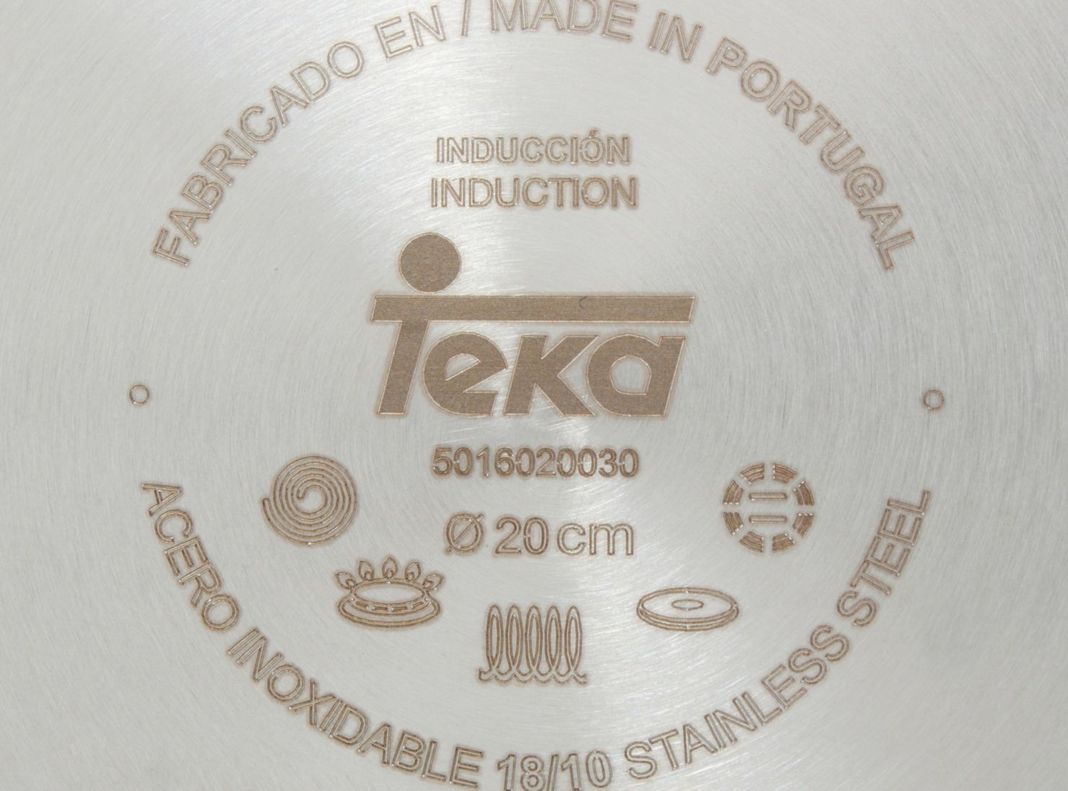 FABRICADO EN / MADE IN PORTUGAL
INDUCCIÓN
INDUCTION
Teka
5016020030
Ø 20 cm
ACERO INOXIDABLE 18/10 STAINLESS STEEL